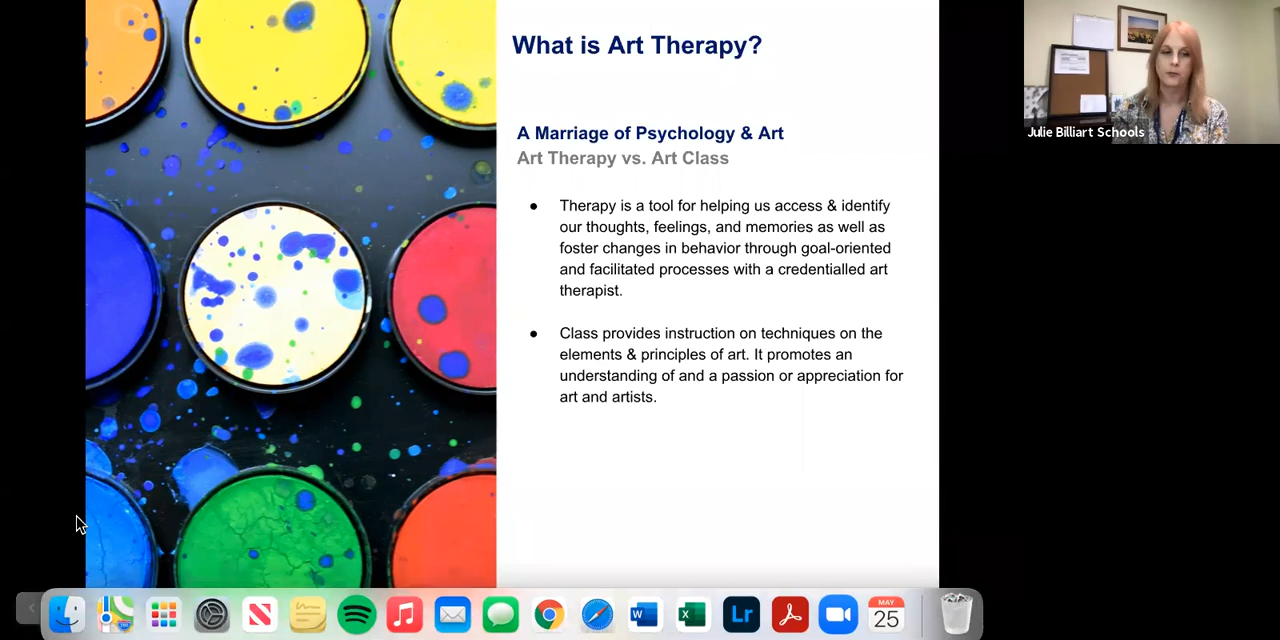 What is Art Therapy?
A Marriage of Psychology & Art
Art Therapy vs. Art Class
● Therapy is a tool for helping us access & identify
our thoughts, feelings, and memories as well as
foster changes in behavior through goal-oriented
and facilitated processes with a credentialled art
therapist.
● Class provides instruction on techniques on the
elements & principles of art. It promotes an
understanding of and a passion or appreciation for
art and artists.
Julie Billiart Schools
W
X
Lr
MAY
25